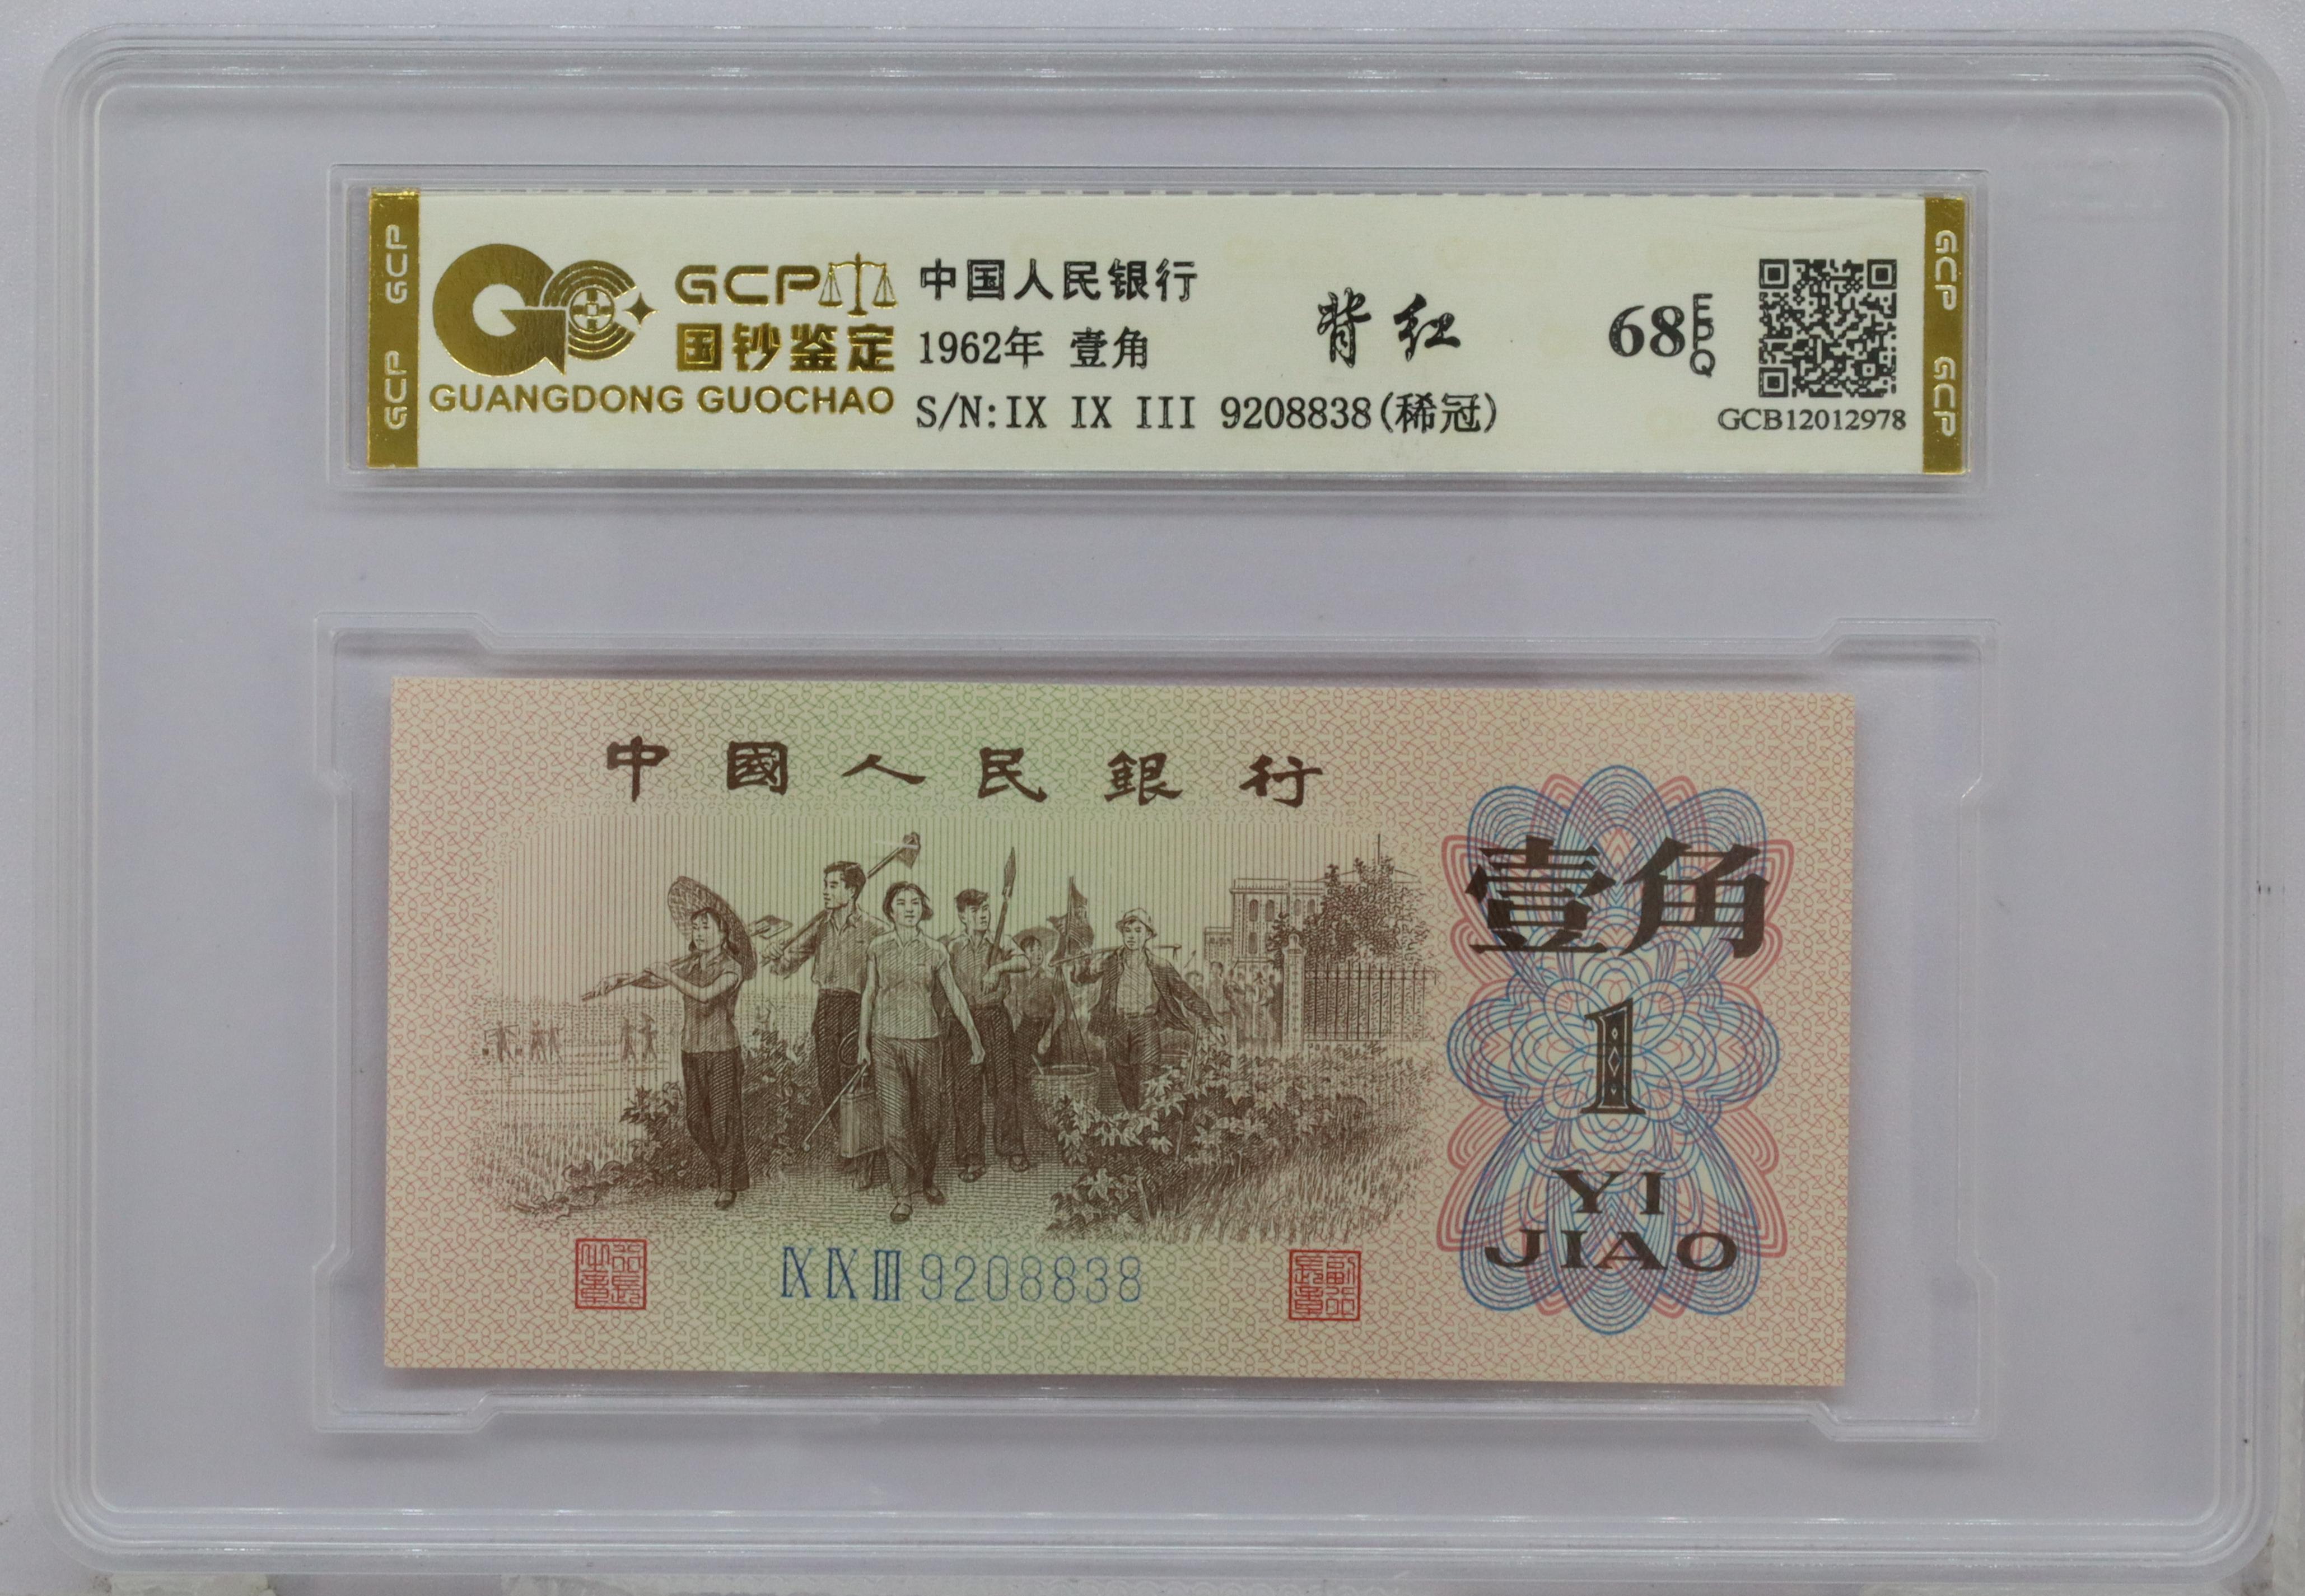 GCP GCP
GCP
国钞鉴定
GUANGDONG GUOCHAO
中国人民银行
1962年 壹角
S/N:IX IX III 9208838(稀冠)
背红
68 EPQ
GCB12012978
GCP GCP
中國人民銀行
壹角
1
YI
JIAO
IX IX III 9208838